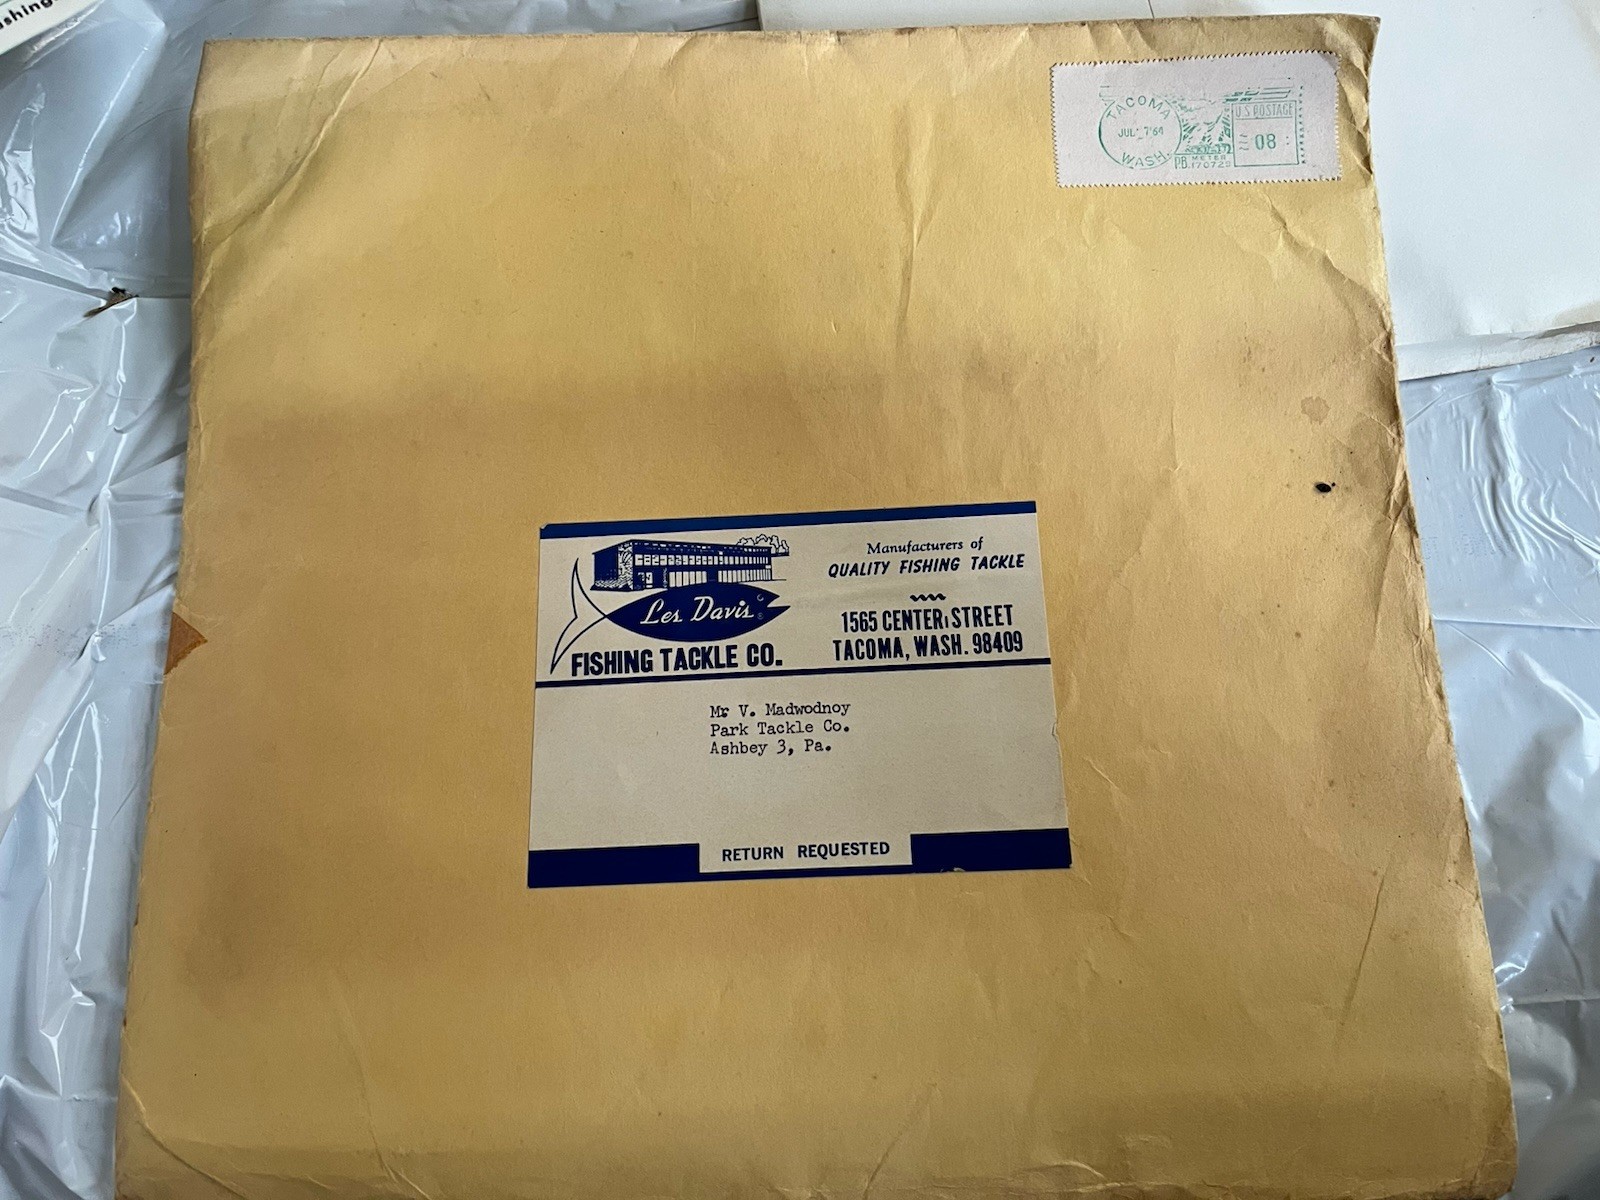 TACOMA
JUL-7'64
WASH.
U.S. POSTAGE
08
P.B. METER
170729
Les Davis
FISHING TACKLE CO.
Manufacturers of
QUALITY FISHING TACKLE
1565 CENTER STREET
TACOMA, WASH. 98409
Mr V. Madwodnoy
Park Tackle Co.
Ashbey 3, Pa.
RETURN REQUESTED